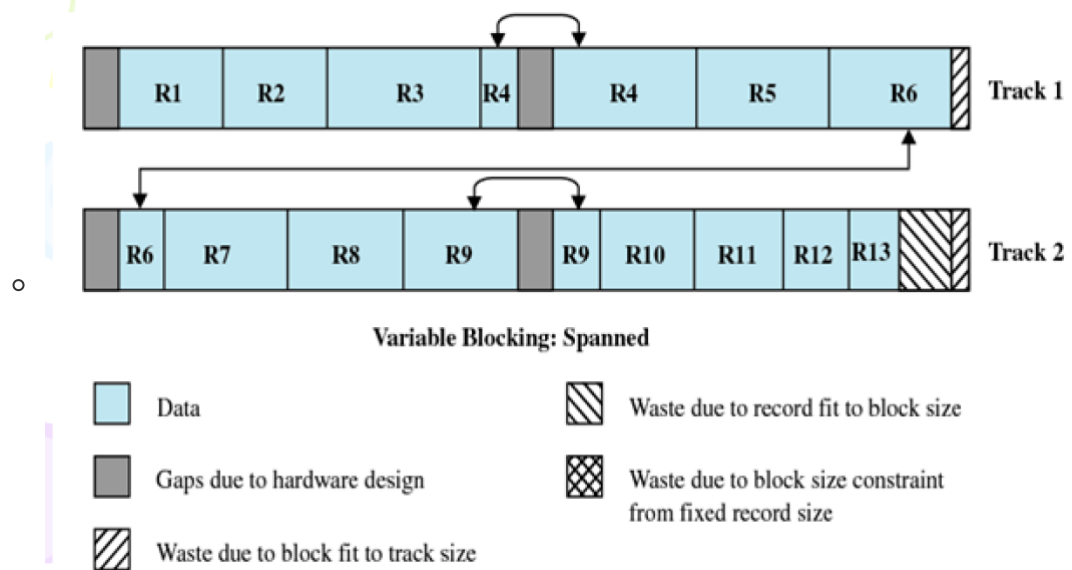 R1 R2 R3 R4 R4 R5 R6 Track 1
R6 R7 R8 R9 R9 R10 R11 R12 R13 Track 2
Variable Blocking: Spanned
Data
Waste due to record fit to block size
Gaps due to hardware design
Waste due to block size constraint
from fixed record size
Waste due to block fit to track size